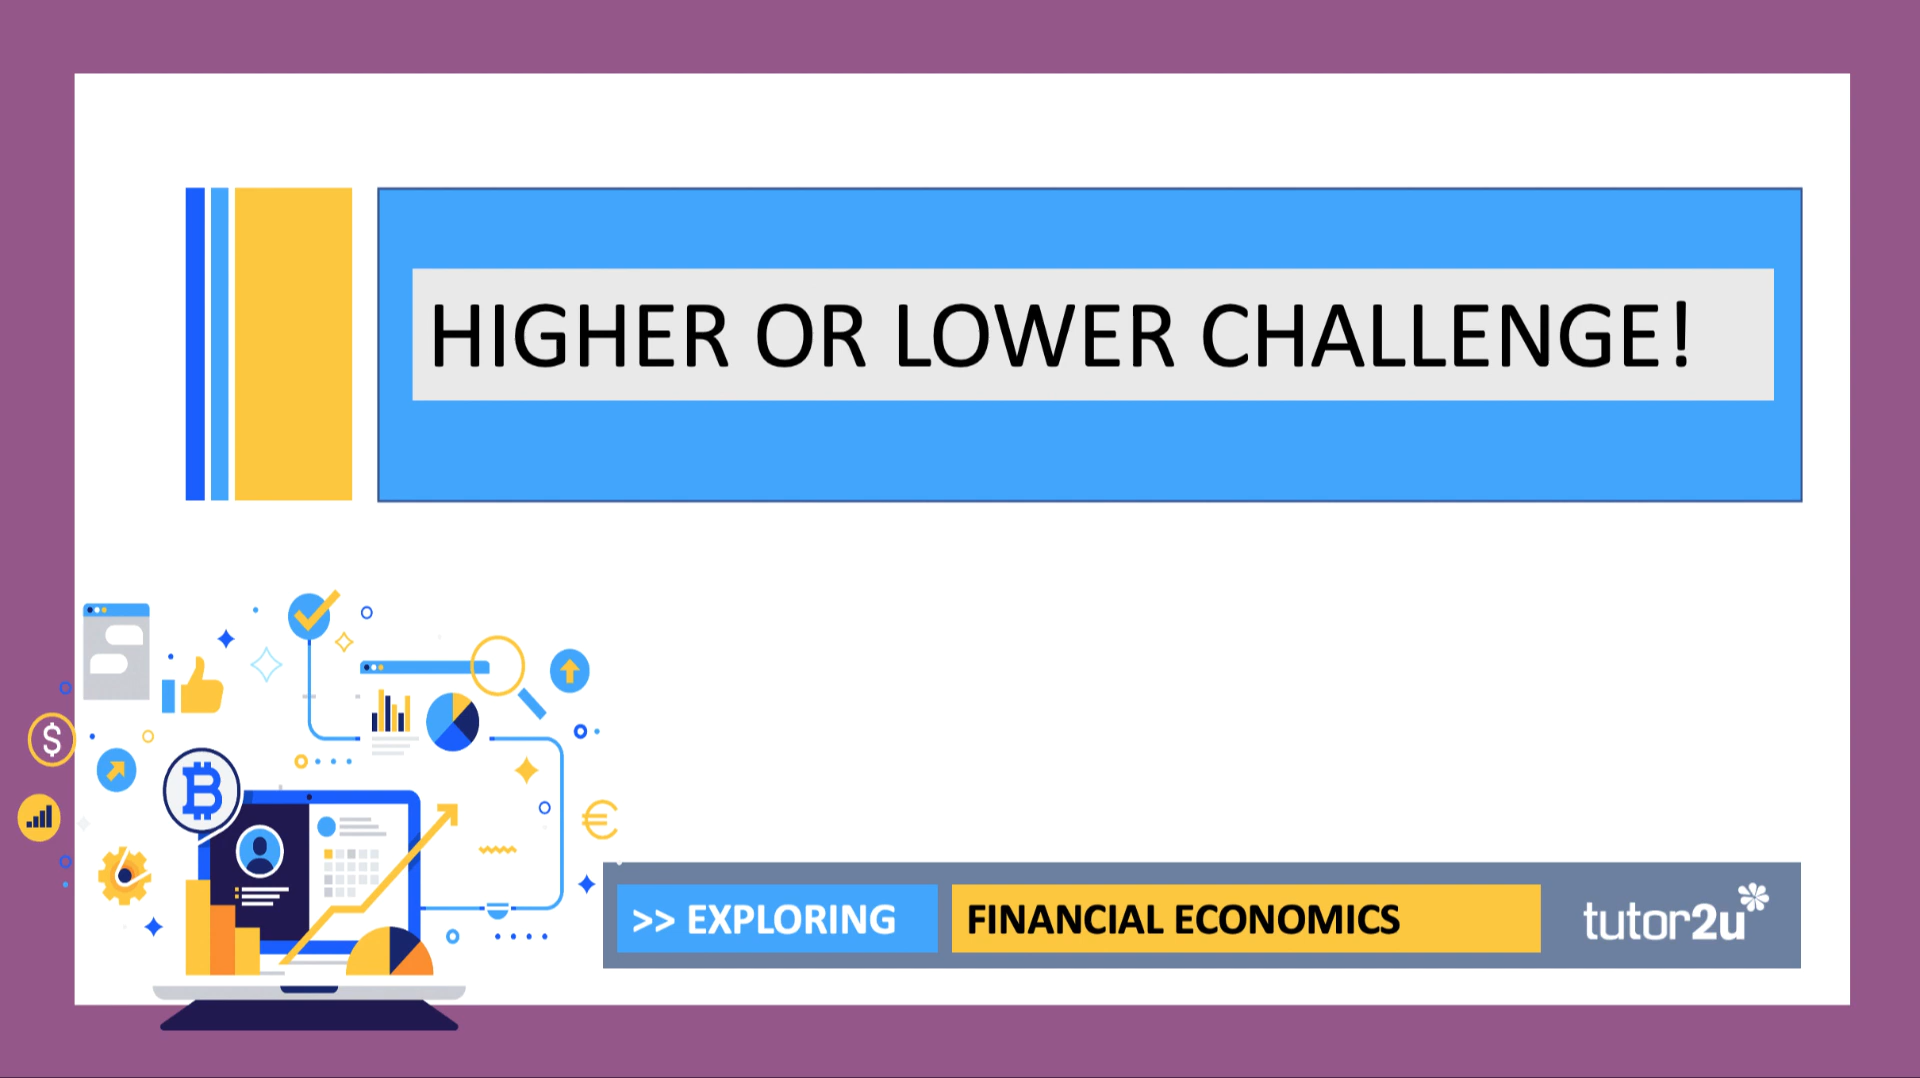 HIGHER OR LOWER CHALLENGE!
$
B
€
>> EXPLORING
FINANCIAL ECONOMICS
tutor2u